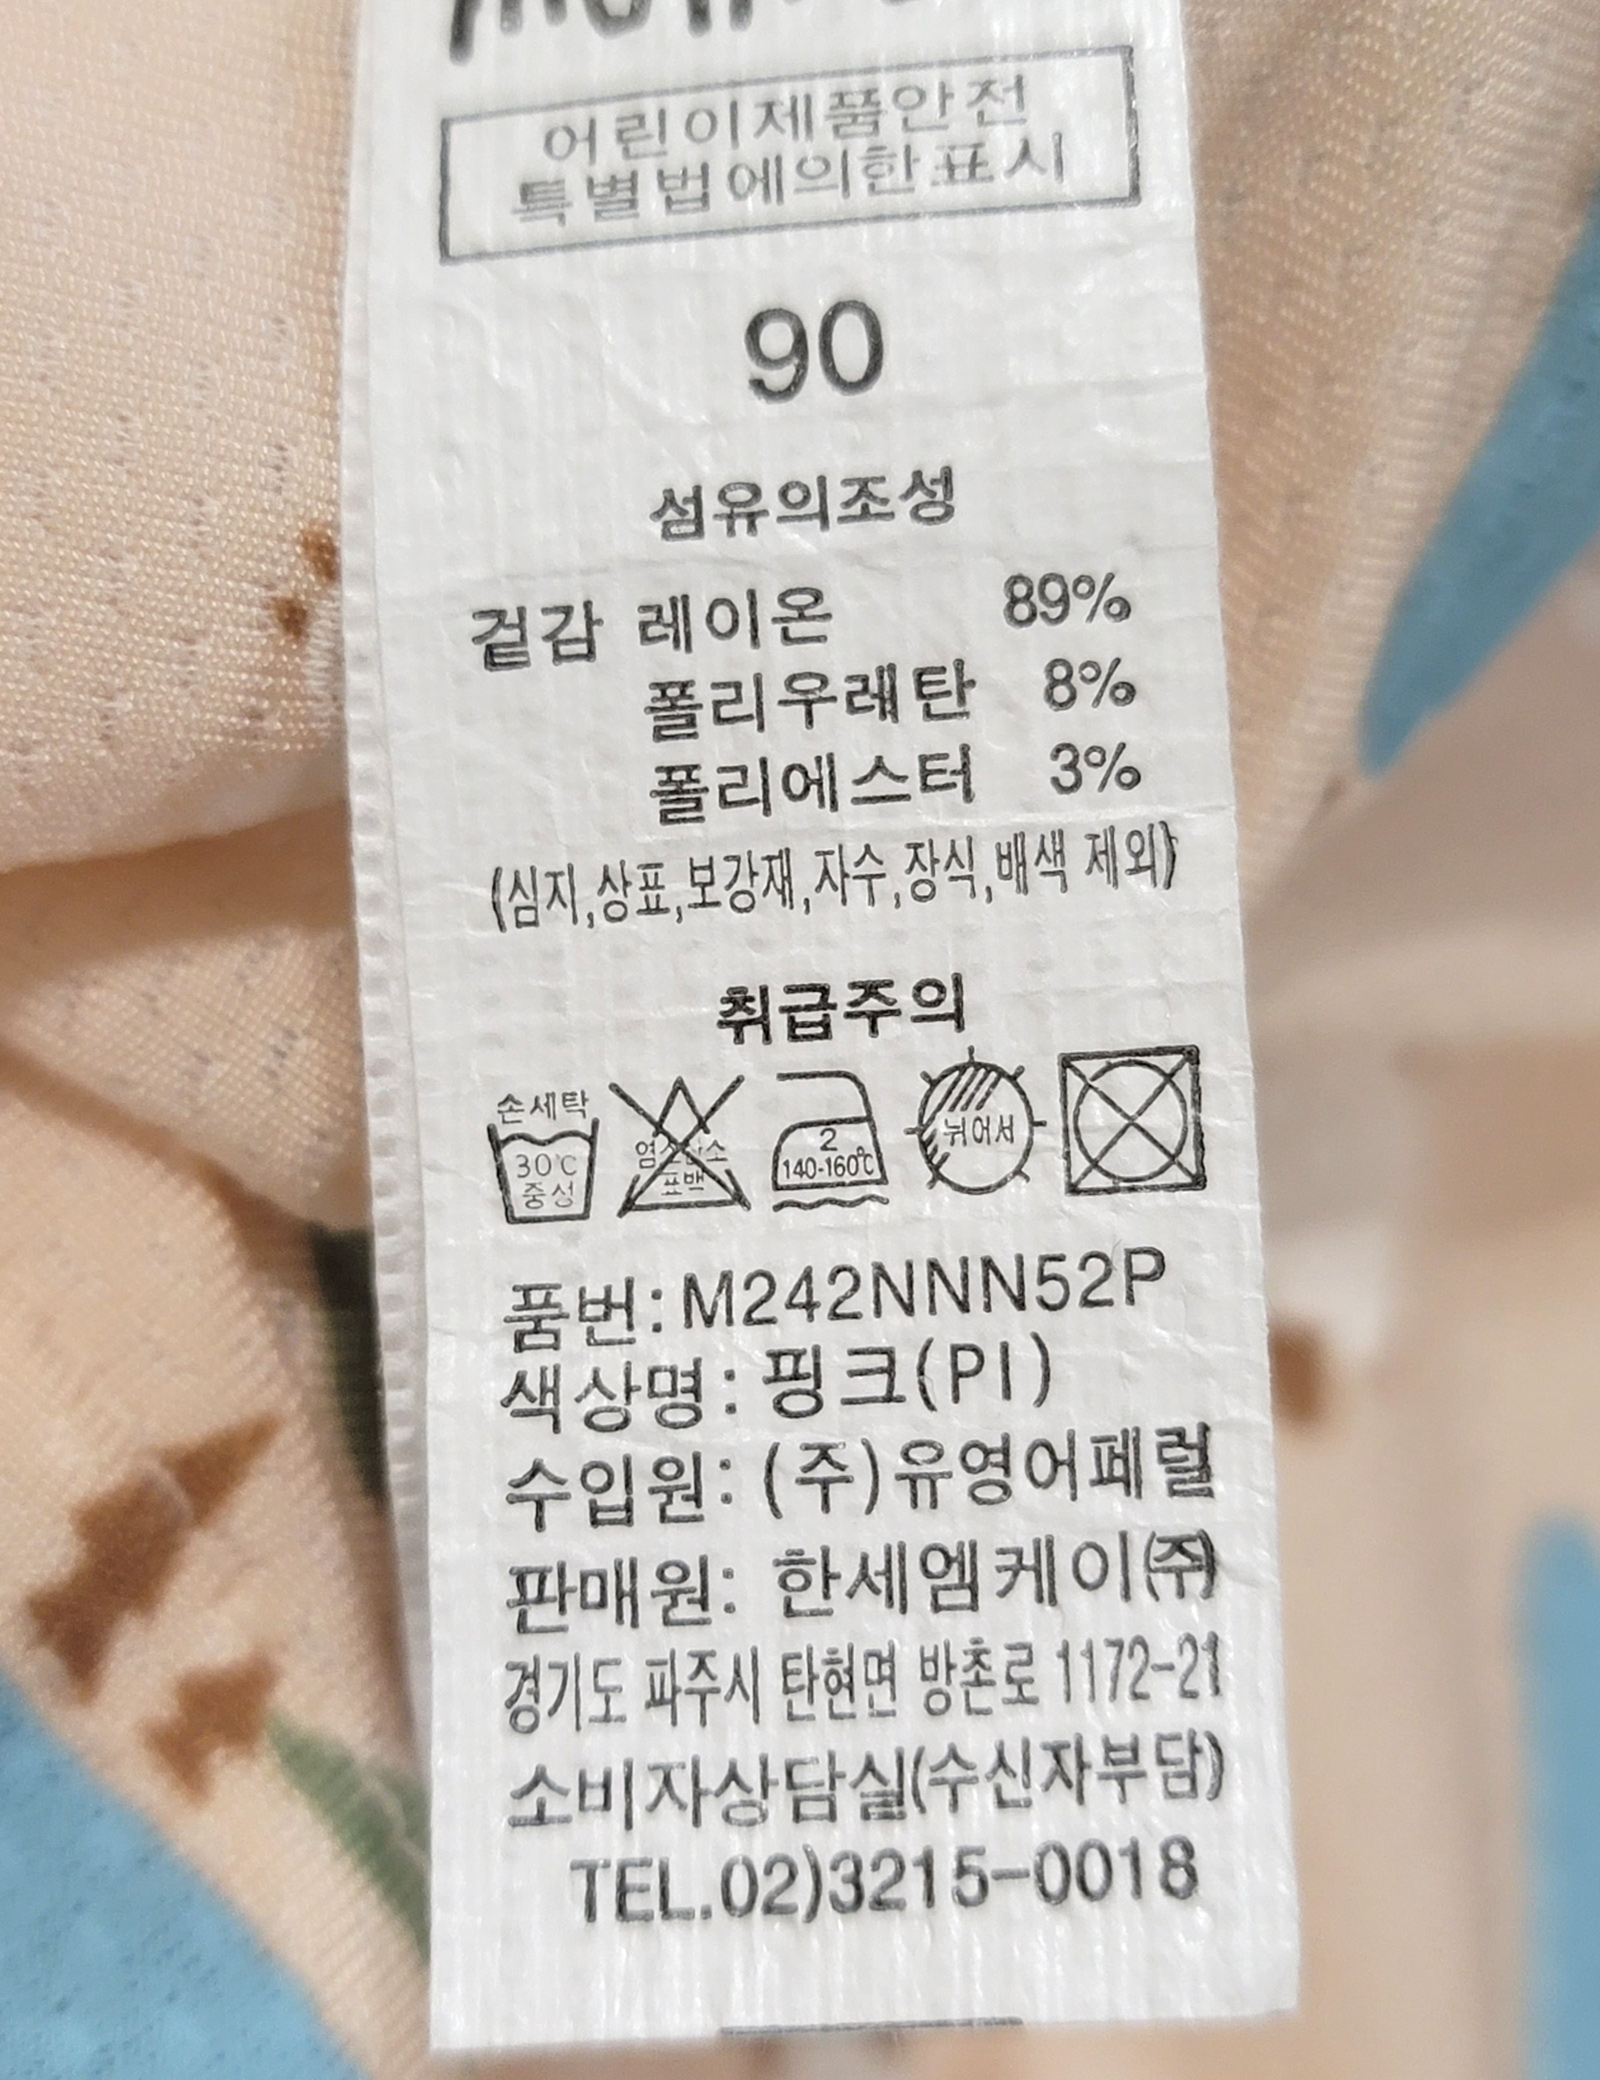 어린이제품안전
특별법에의한표시
90
섬유의조성
겉감 레이온 89%
폴리우레탄 8%
폴리에스터 3%
(심지,상표,보강재,자수,장식,배색 제외)
취급주의
손세탁
30℃
중성
염소산소
표백
2
140-160℃
뉘어서
품번:M242NNN52P
색상명:핑크(PI)
수입원:(주)유영어페럴
판매원: 한세엠케이㈜
경기도 파주시 탄현면 방촌로 1172-21
소비자상담실(수신자부담)
TEL.02)3215-0018